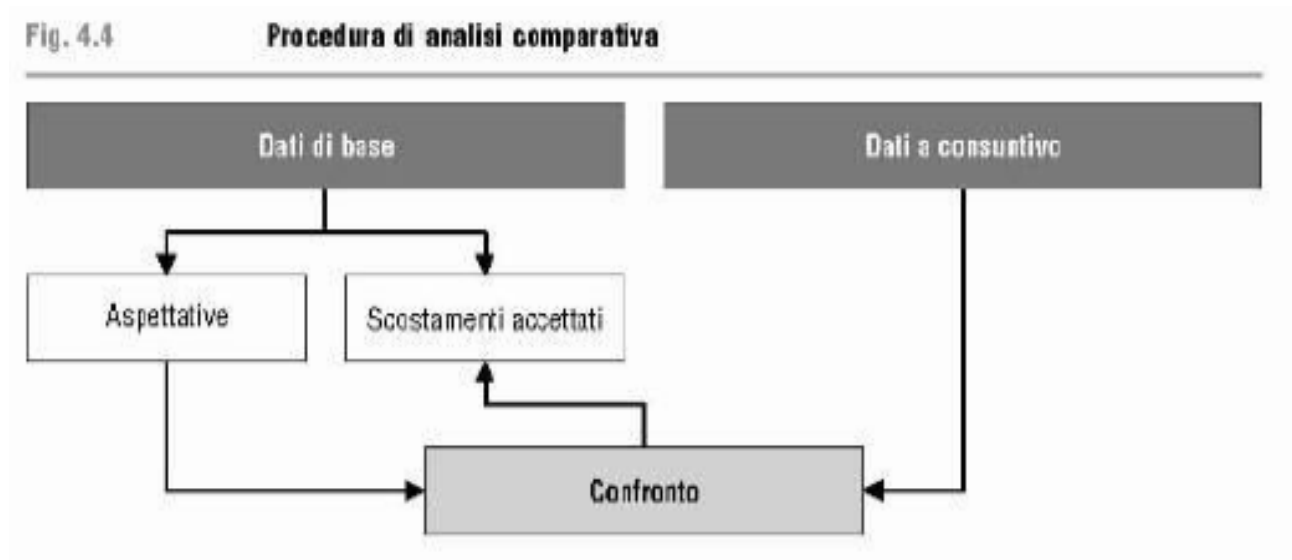 Fig. 4.4 Procedura di analisi comparativa
Dati di base
Dati a consuntivo
Aspettative
Scostamenti accettati
Confronto